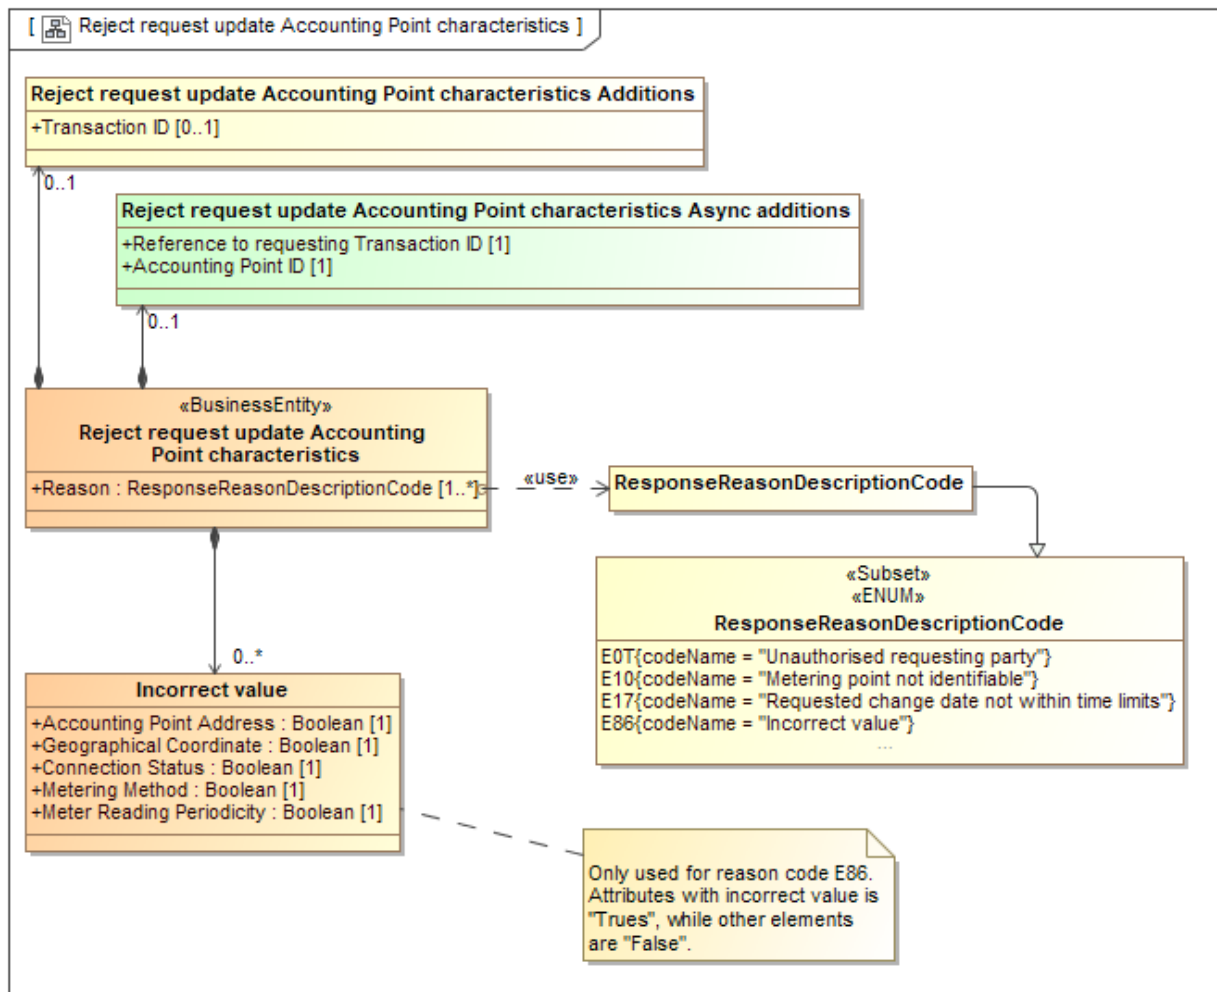 [ Reject request update Accounting Point characteristics ]
Reject request update Accounting Point characteristics Additions
+Transaction ID [0..1]
0..1
Reject request update Accounting Point characteristics Async additions
+Reference to requesting Transaction ID [1]
+Accounting Point ID [1]
0..1
«BusinessEntity»
Reject request update Accounting
Point characteristics
+Reason : ResponseReasonDescriptionCode [1..*]
«use»
ResponseReasonDescriptionCode
«Subset»
«ENUM»
ResponseReasonDescriptionCode
E0T{codeName = "Unauthorised requesting party"}
E10{codeName = "Metering point not identifiable"}
E17{codeName = "Requested change date not within time limits"}
E86{codeName = "Incorrect value"}
...
0..*
Incorrect value
+Accounting Point Address : Boolean [1]
+Geographical Coordinate : Boolean [1]
+Connection Status : Boolean [1]
+Metering Method : Boolean [1]
+Meter Reading Periodicity : Boolean [1]
Only used for reason code E86.
Attributes with incorrect value is
"Trues", while other elements
are "False".